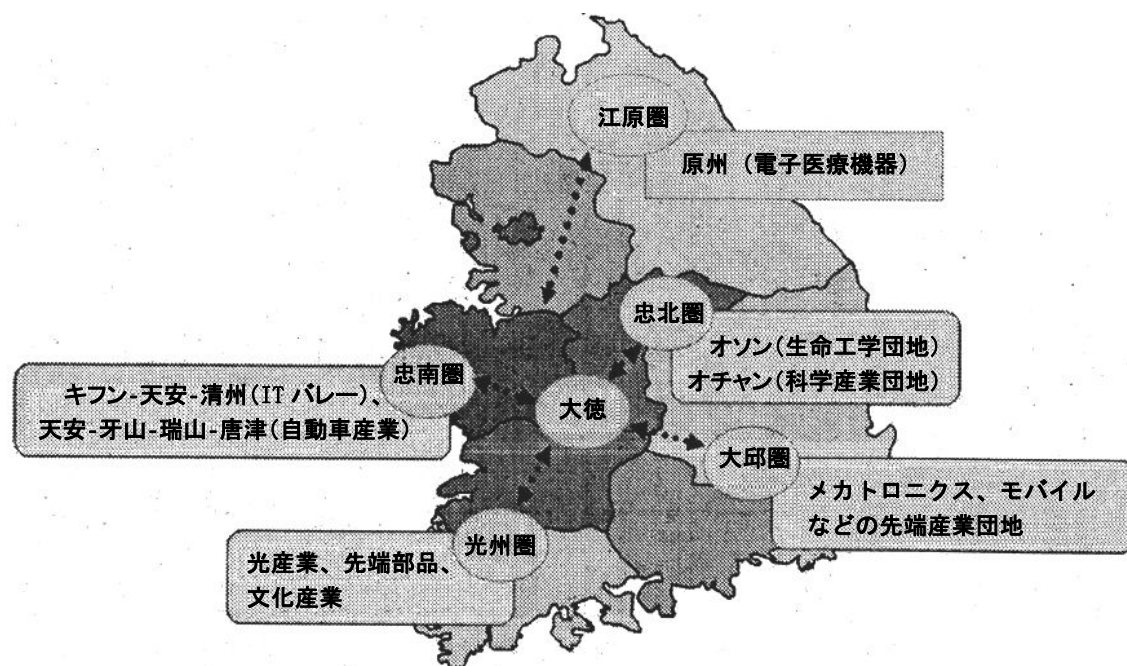 江原圏
原州 (電子医療機器)
忠北圏
オソン(生命工学団地)
オチャン(科学産業団地)
忠南圏
キフン-天安-清州(ITバレー)、
天安-牙山-瑞山-唐津(自動車産業)
大徳
大邱圏
メカトロニクス、モバイル
などの先端産業団地
光州圏
光産業、先端部品、
文化産業